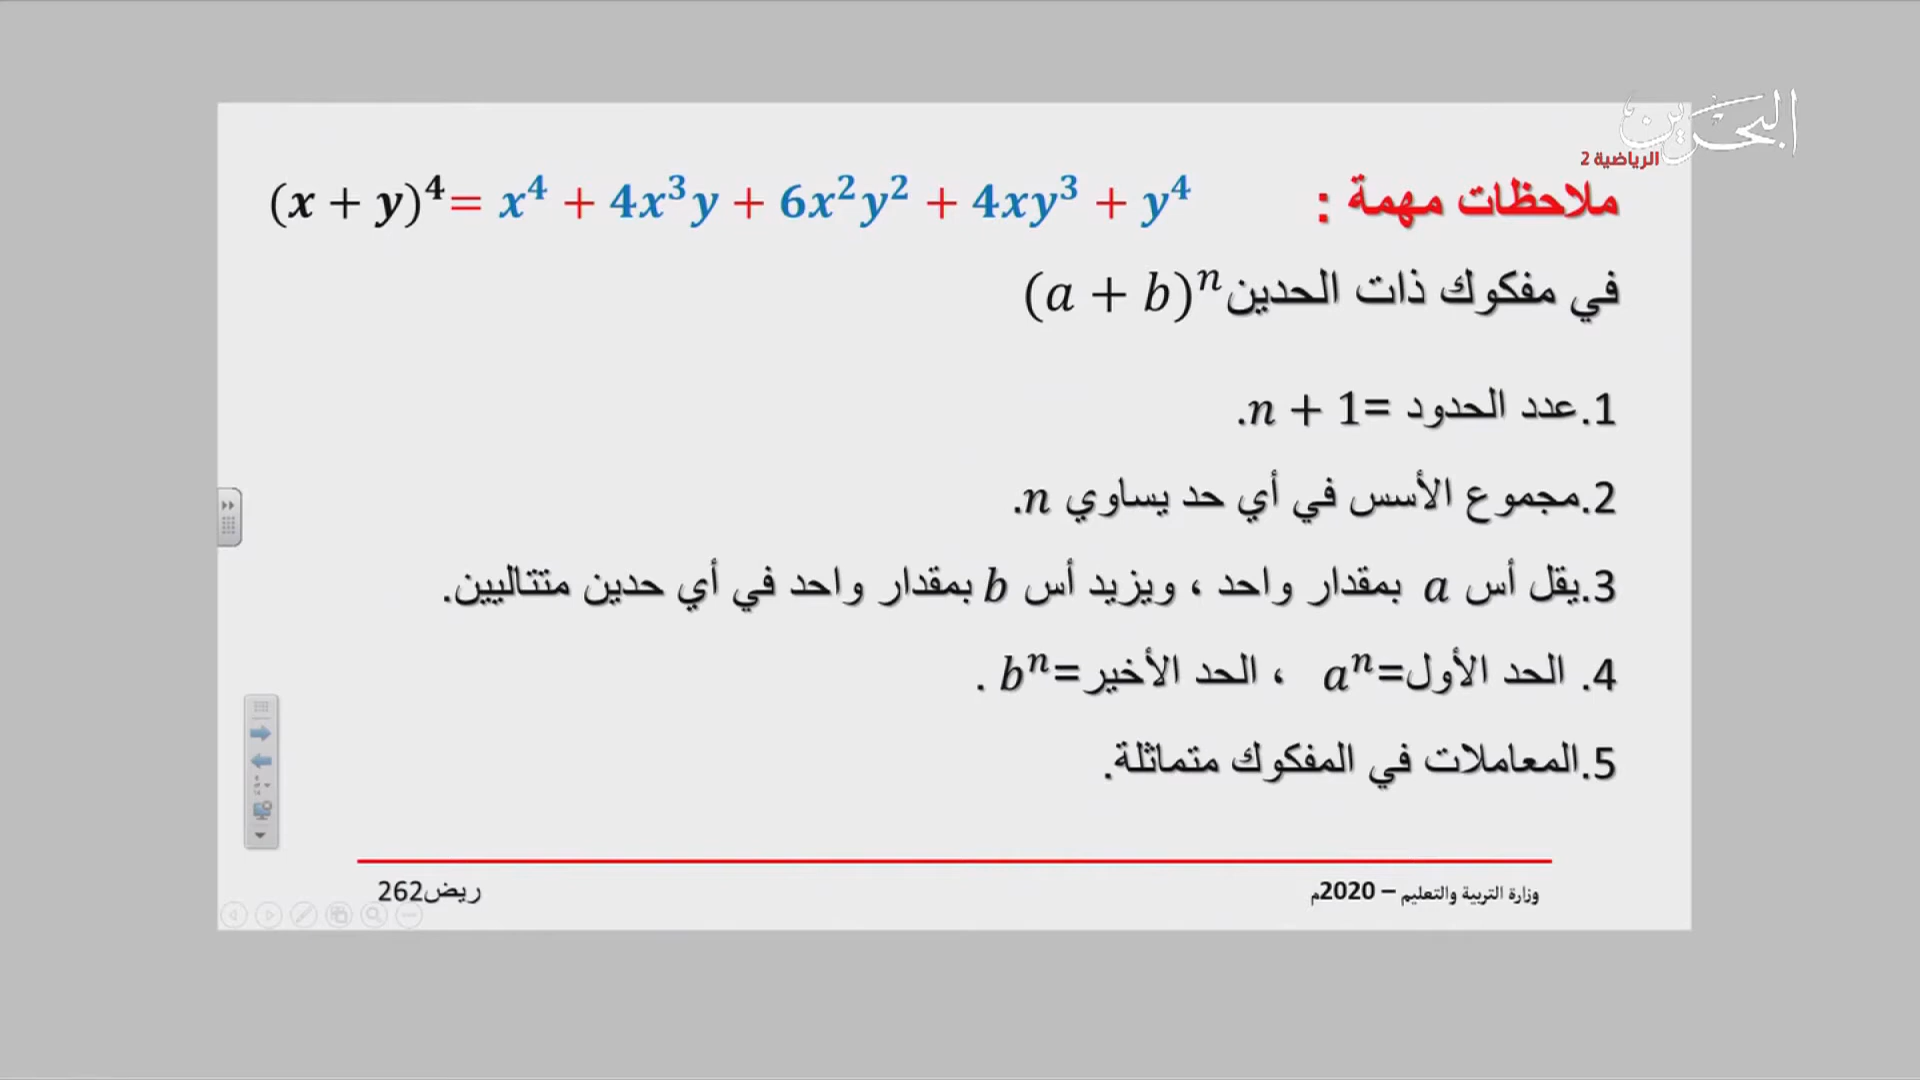 البحرين
الرياضية 2
ملاحظات مهمة : (x + y)⁴= x⁴ + 4x³y + 6x²y² + 4xy³ + y⁴
في مفكوك ذات الحدين (a + b)ⁿ
1.عدد الحدود =n + 1.
2.مجموع الأسس في أي حد يساوي n.
3.يقل أس a بمقدار واحد ، ويزيد أس b بمقدار واحد في أي حدين متتاليين.
4. الحد الأول=aⁿ ، الحد الأخير=bⁿ .
5.المعاملات في المفكوك متماثلة.
وزارة التربية والتعليم – 2020م
ريض262